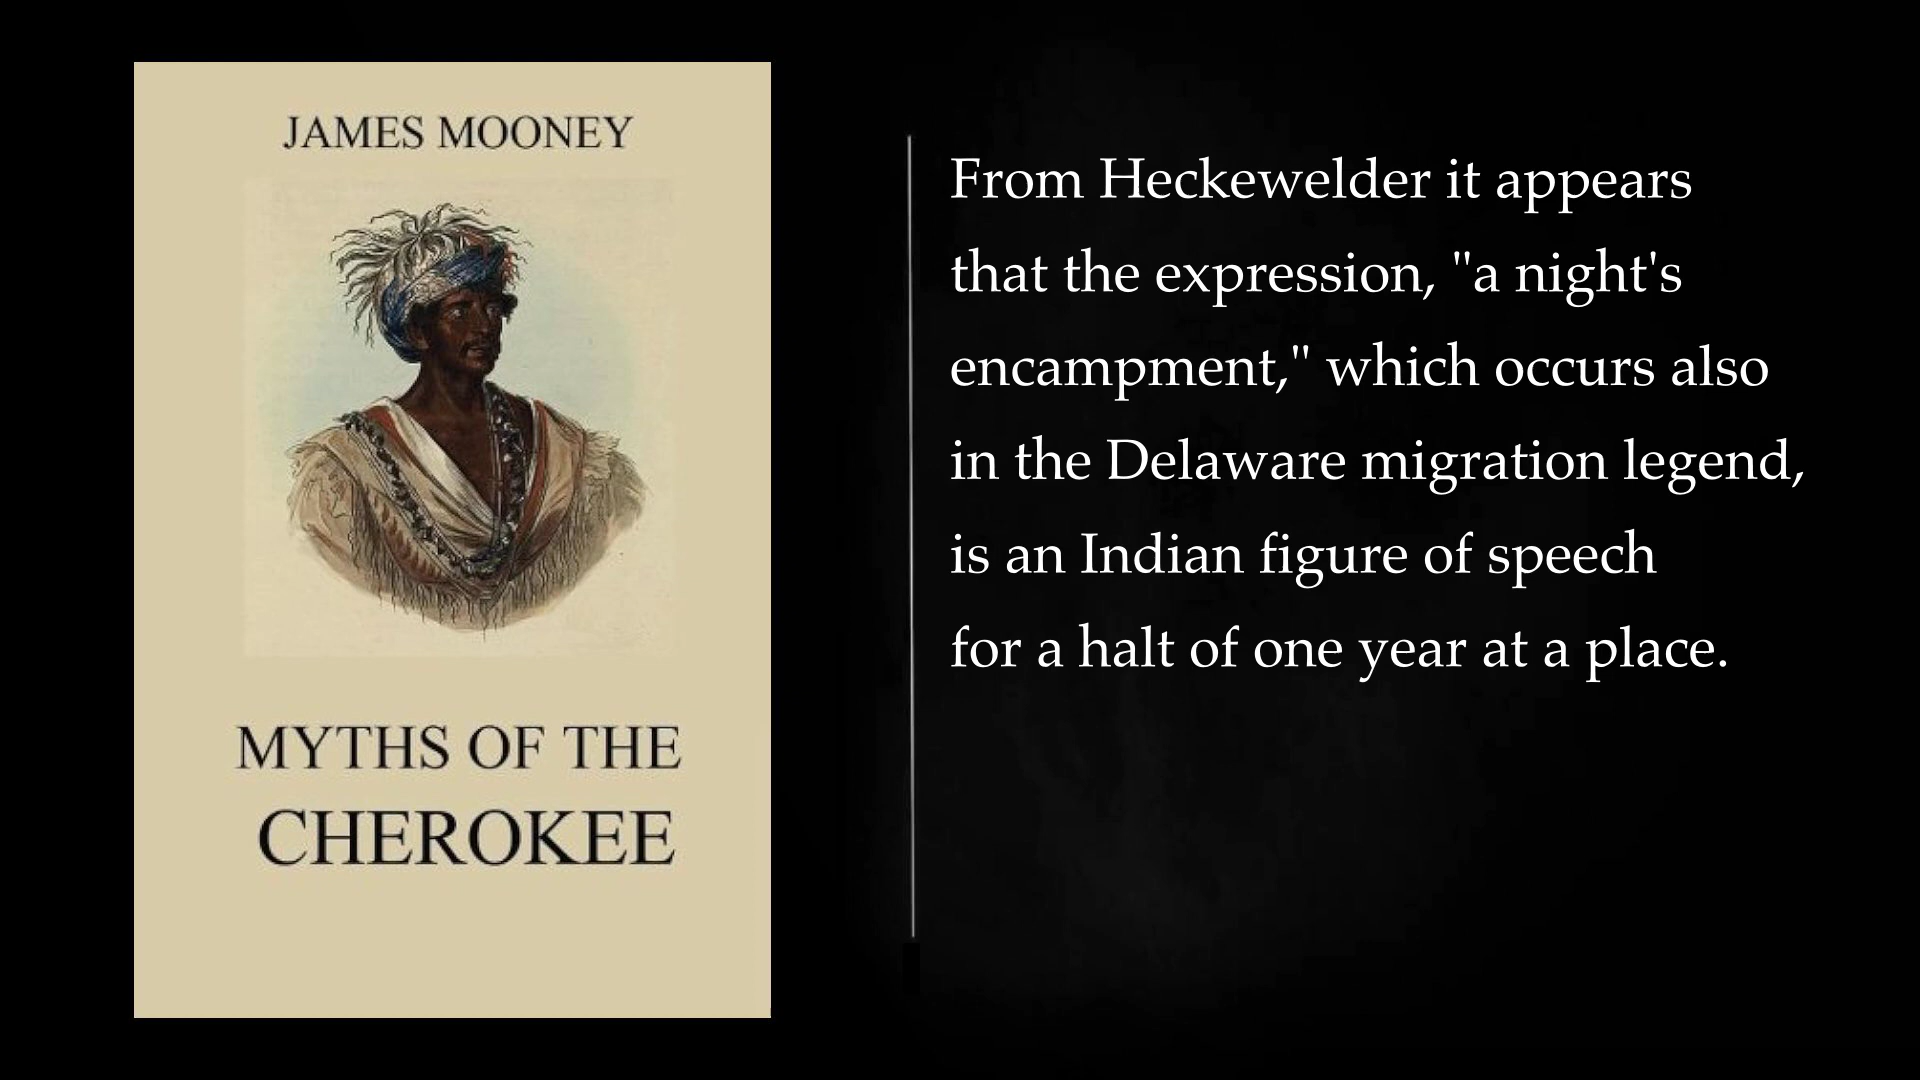 JAMES MOONEY
MYTHS OF THE
CHEROKEE
From Heckewelder it appears
that the expression, "a night's
encampment," which occurs also
in the Delaware migration legend,
is an Indian figure of speech
for a halt of one year at a place.